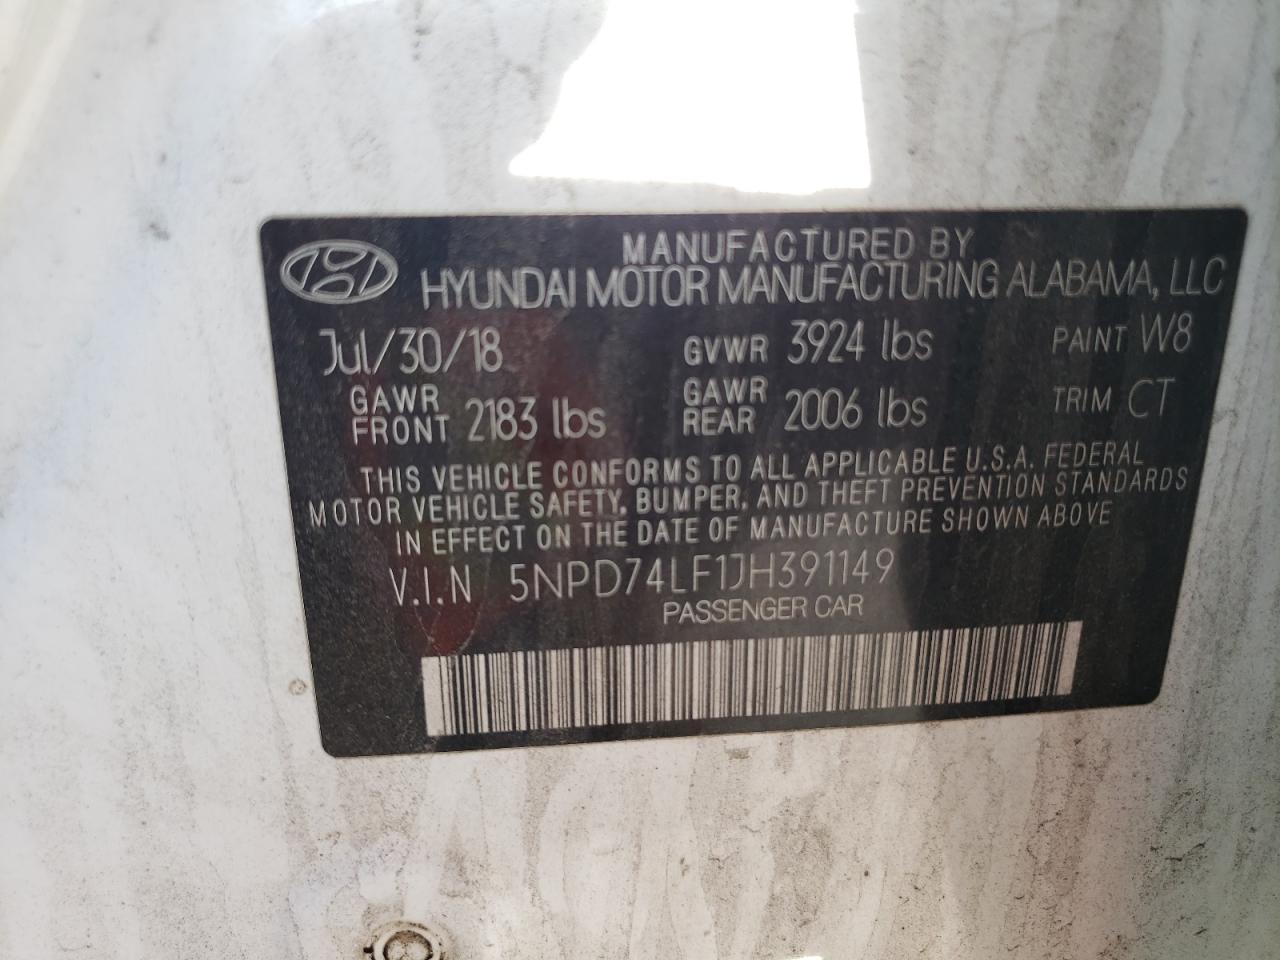 MANUFACTURED BY
HYUNDAI MOTOR MANUFACTURING ALABAMA, LLC
Jul/30/18 GVWR 3924 lbs PAINT W8
GAWR FRONT 2183 lbs GAWR REAR 2006 lbs TRIM CT
THIS VEHICLE CONFORMS TO ALL APPLICABLE U.S.A. FEDERAL
MOTOR VEHICLE SAFETY, BUMPER, AND THEFT PREVENTION STANDARDS
IN EFFECT ON THE DATE OF MANUFACTURE SHOWN ABOVE
V.I.N 5NPD74LF1JH391149
PASSENGER CAR